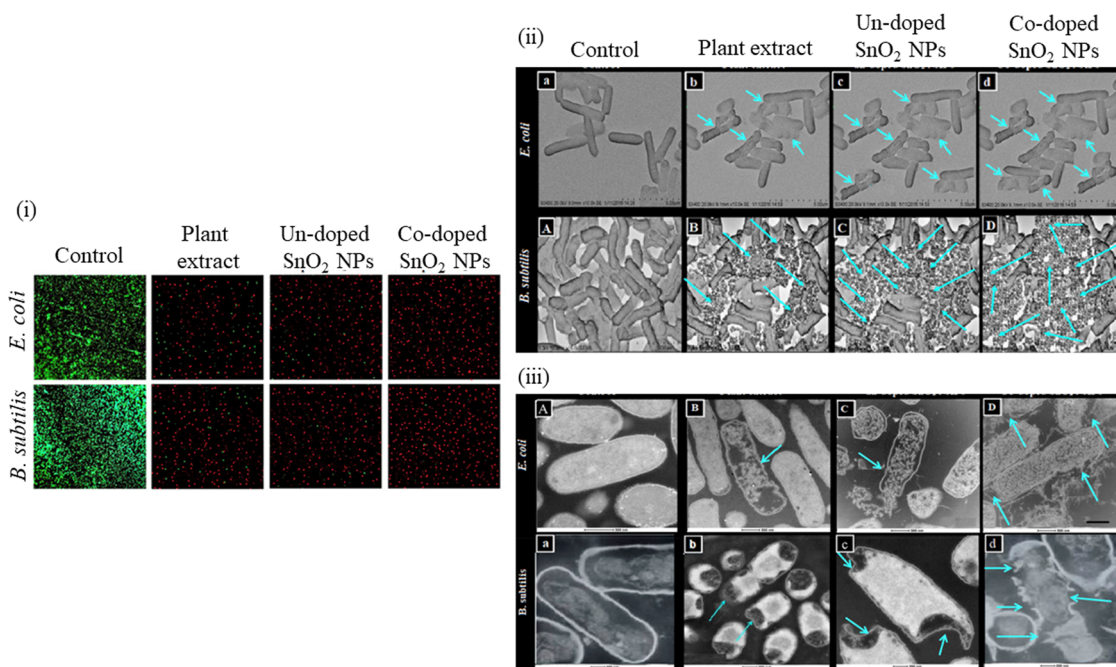 (i)
Control
Plant
extract
Un-doped
SnO₂ NPs
Co-doped
SnO₂ NPs
E. coli
B. subtilis
(ii)
Control
Plant extract
Un-doped
SnO₂ NPs
Co-doped
SnO₂ NPs
E. coli
a
b
c
d
B. subtilis
A
B
C
D
(iii)
E. coli
A
B
C
D
B. subtilis
a
b
c
d